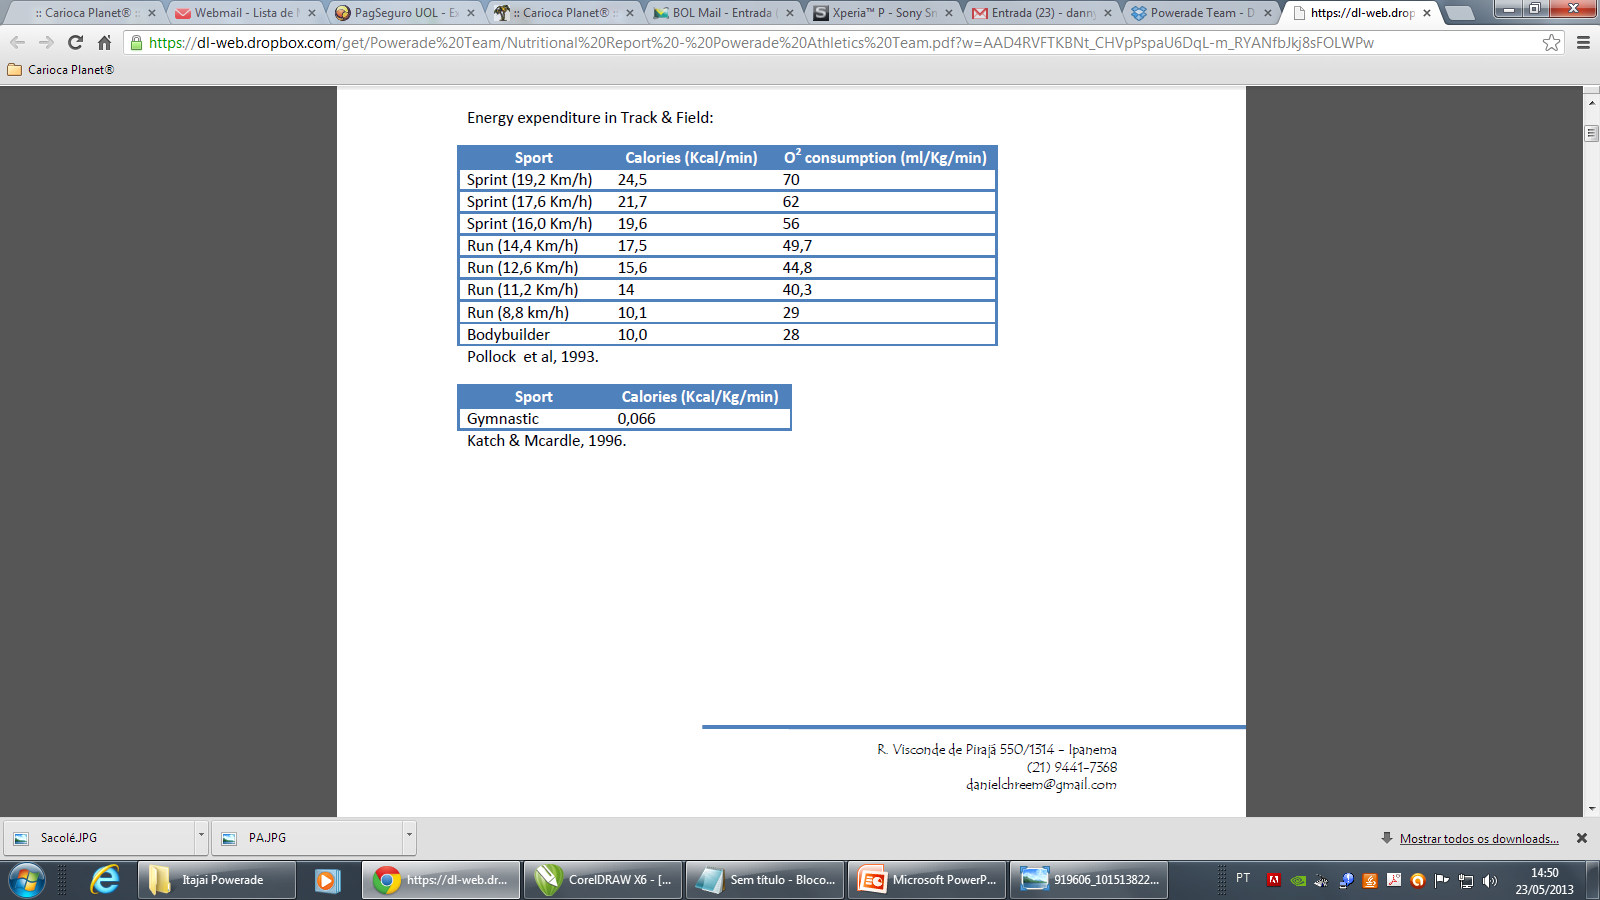 :: Carioca Planet® ::
Webmail - Lista de M
PagSeguro UOL - Ex
:: Carioca Planet® ::
BOL Mail - Entrada (
Xperia™ P - Sony Sm
Entrada (23) - danny
Powerade Team - D
https://dl-web.drop
https://dl-web.dropbox.com/get/Powerade%20Team/Nutritional%20Report%20-%20Powerade%20Athletics%20Team.pdf?w=AAD4RVFTKBNt_CHVpPspaU6DqL-m_RYANfbJkj8sFOLWPw
Carioca Planet®
Energy expenditure in Track & Field:
Sport Calories (Kcal/min) O² consumption (ml/Kg/min)
Sprint (19,2 Km/h) 24,5 70
Sprint (17,6 Km/h) 21,7 62
Sprint (16,0 Km/h) 19,6 56
Run (14,4 Km/h) 17,5 49,7
Run (12,6 Km/h) 15,6 44,8
Run (11,2 Km/h) 14 40,3
Run (8,8 km/h) 10,1 29
Bodybuilder 10,0 28
Pollock et al, 1993.
Sport Calories (Kcal/Kg/min)
Gymnastic 0,066
Katch & Mcardle, 1996.
R. Visconde de Pirajá 550/1314 - Ipanema
(21) 9441-7368
danielchreem@gmail.com
Sacolé.JPG
PA.JPG
Mostrar todos os downloads...
Itajai Powerade
https://dl-web.dr...
CorelDRAW X6 - [...
Sem título - Bloco...
Microsoft PowerP...
919606_101513822...
PT
14:50
23/05/2013